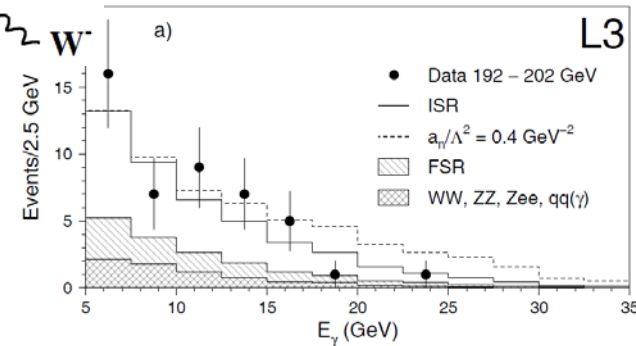 W⁻
a)
L3
Data 192 – 202 GeV
ISR
aₙ/Λ² = 0.4 GeV⁻²
FSR
WW, ZZ, Zee, qq(γ)
Events/2.5 GeV
15
10
5
0
5 10 15 20 25 30 35
E_γ (GeV)